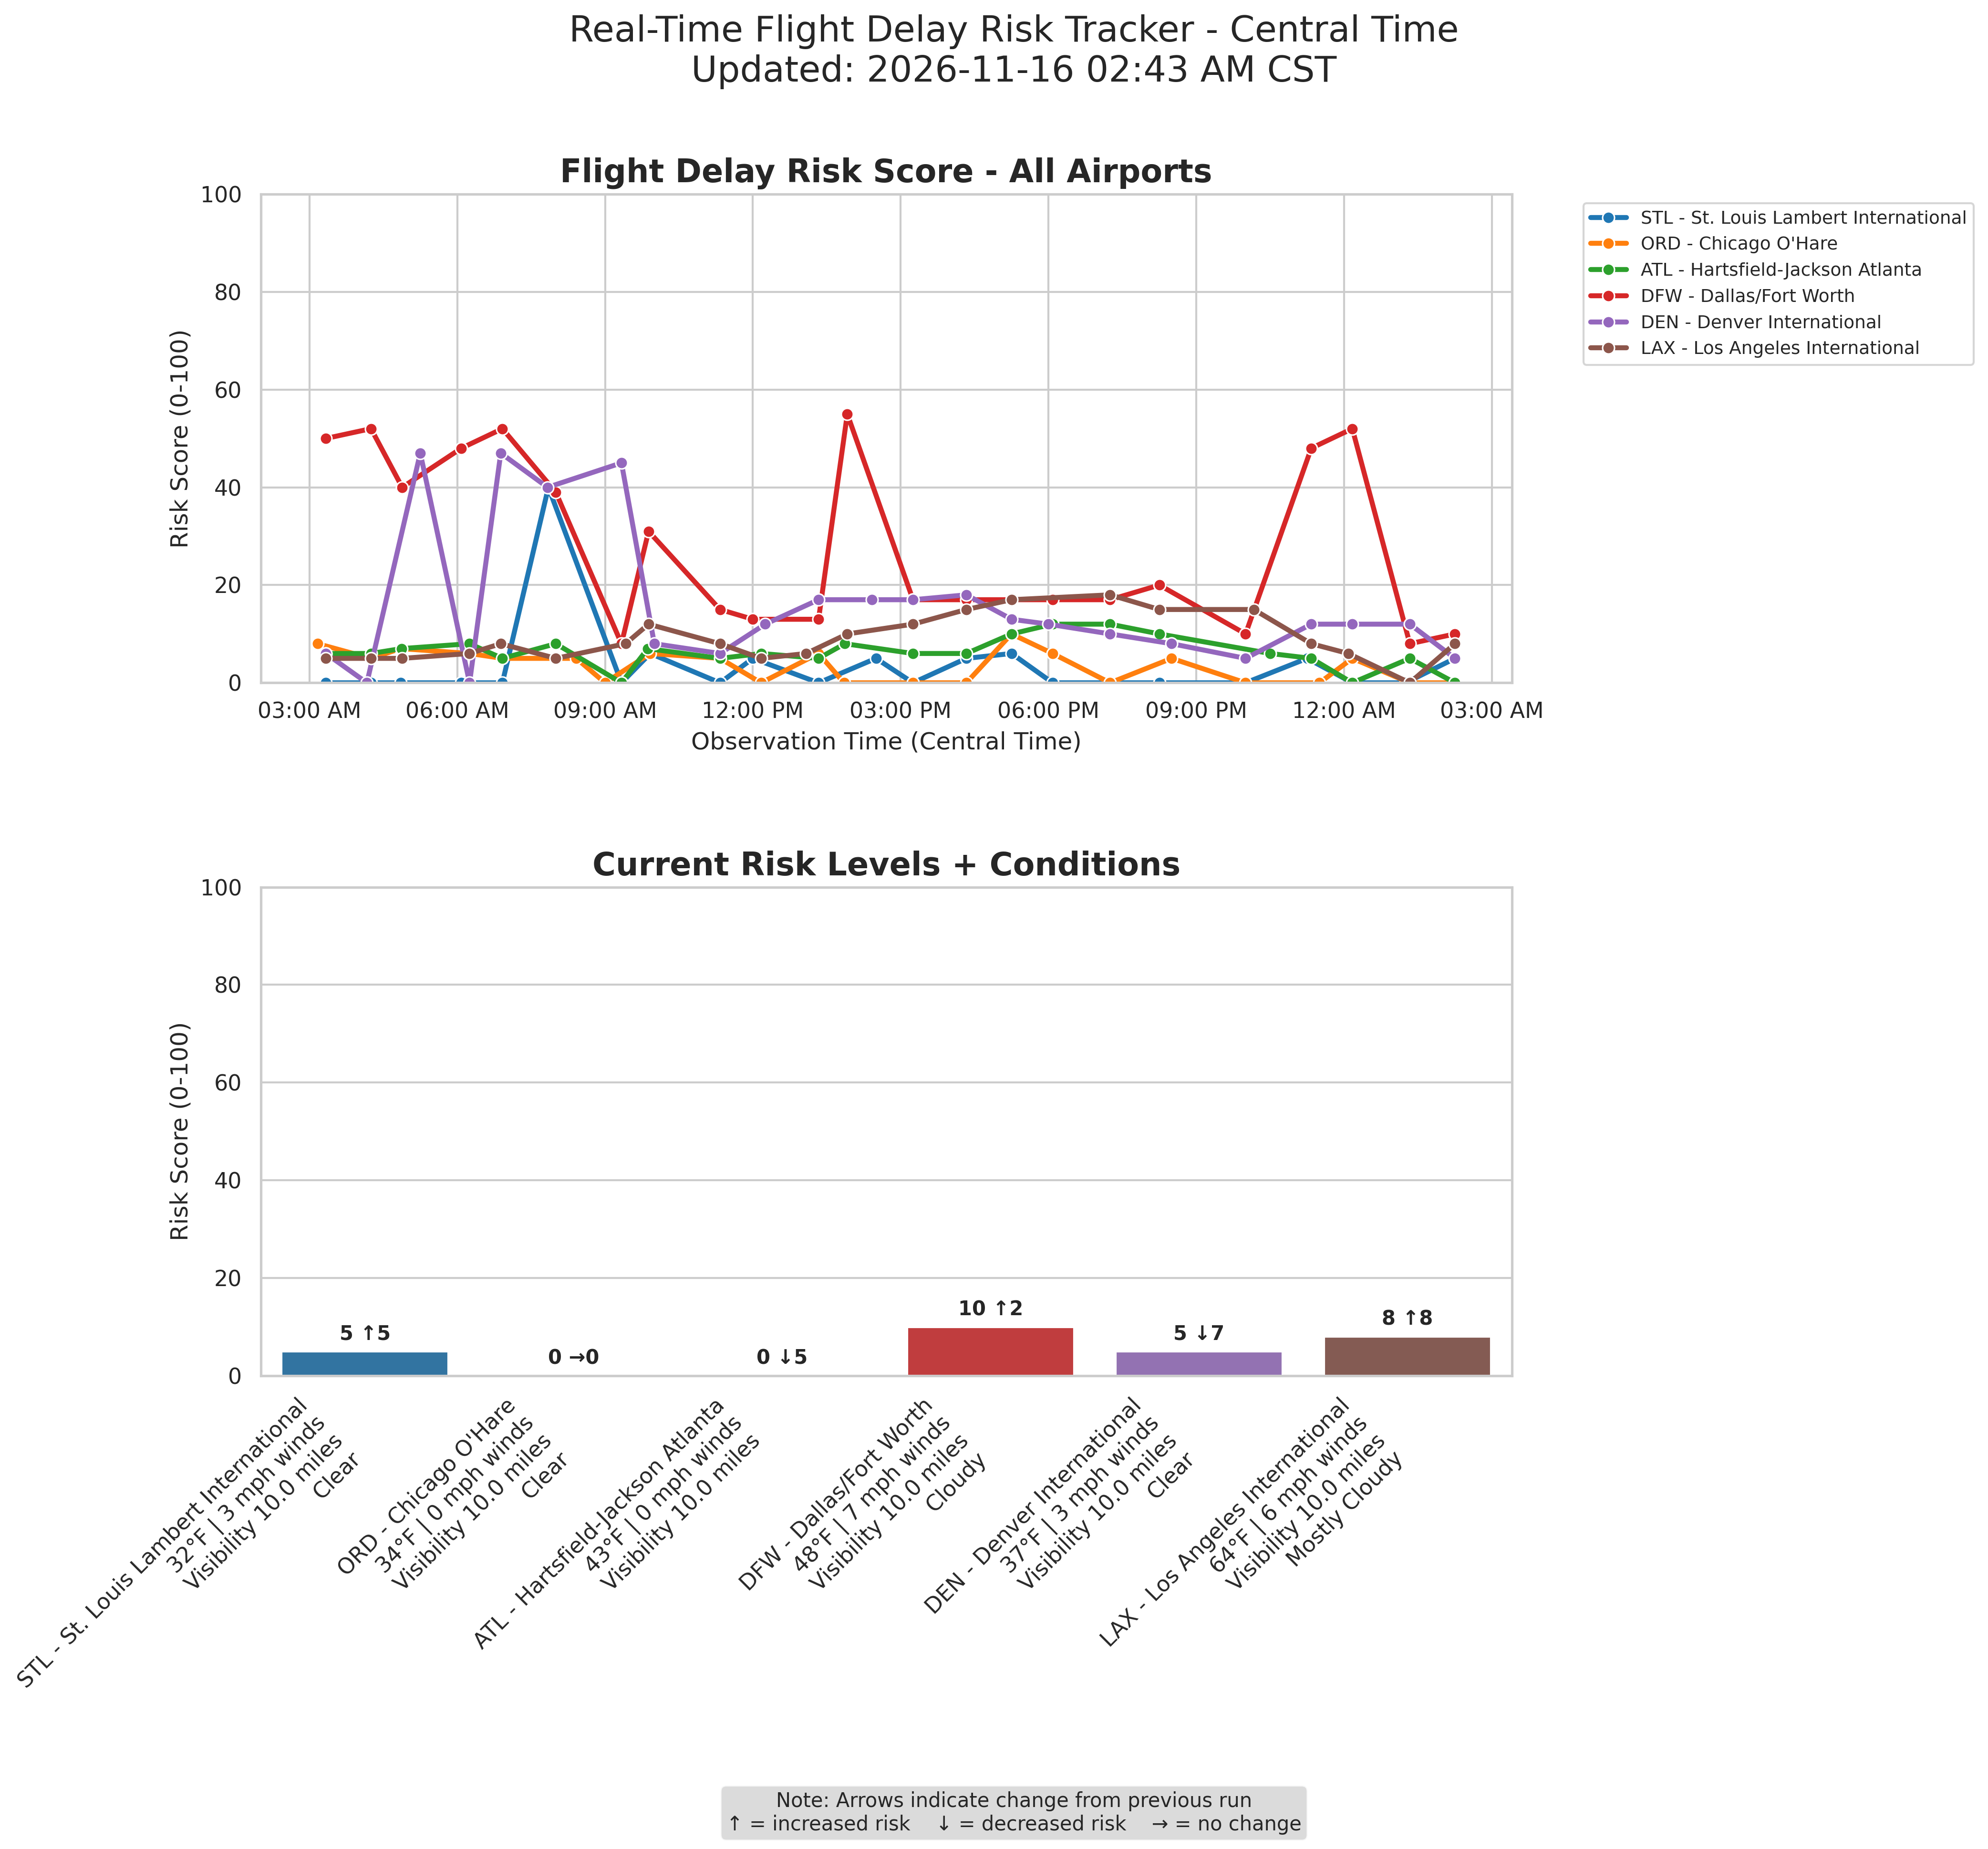 Real-Time Flight Delay Risk Tracker - Central Time
Updated: 2026-11-16 02:43 AM CST
Flight Delay Risk Score - All Airports
Risk Score (0-100)
100
80
60
40
20
0
03:00 AM
06:00 AM
09:00 AM
12:00 PM
03:00 PM
06:00 PM
09:00 PM
12:00 AM
03:00 AM
Observation Time (Central Time)
STL - St. Louis Lambert International
ORD - Chicago O'Hare
ATL - Hartsfield-Jackson Atlanta
DFW - Dallas/Fort Worth
DEN - Denver International
LAX - Los Angeles International
Current Risk Levels + Conditions
Risk Score (0-100)
100
80
60
40
20
0
5 ↑5
0 →0
0 ↓5
10 ↑2
5 ↓7
8 ↑8
STL - St. Louis Lambert International
32°F | 3 mph winds
Visibility 10.0 miles
Clear
ORD - Chicago O'Hare
34°F | 0 mph winds
Visibility 10.0 miles
Clear
ATL - Hartsfield-Jackson Atlanta
43°F | 0 mph winds
Visibility 10.0 miles
DFW - Dallas/Fort Worth
48°F | 7 mph winds
Visibility 10.0 miles
Cloudy
DEN - Denver International
37°F | 3 mph winds
Visibility 10.0 miles
Clear
LAX - Los Angeles International
64°F | 6 mph winds
Visibility 10.0 miles
Mostly Cloudy
Note: Arrows indicate change from previous run
↑ = increased risk ↓ = decreased risk → = no change